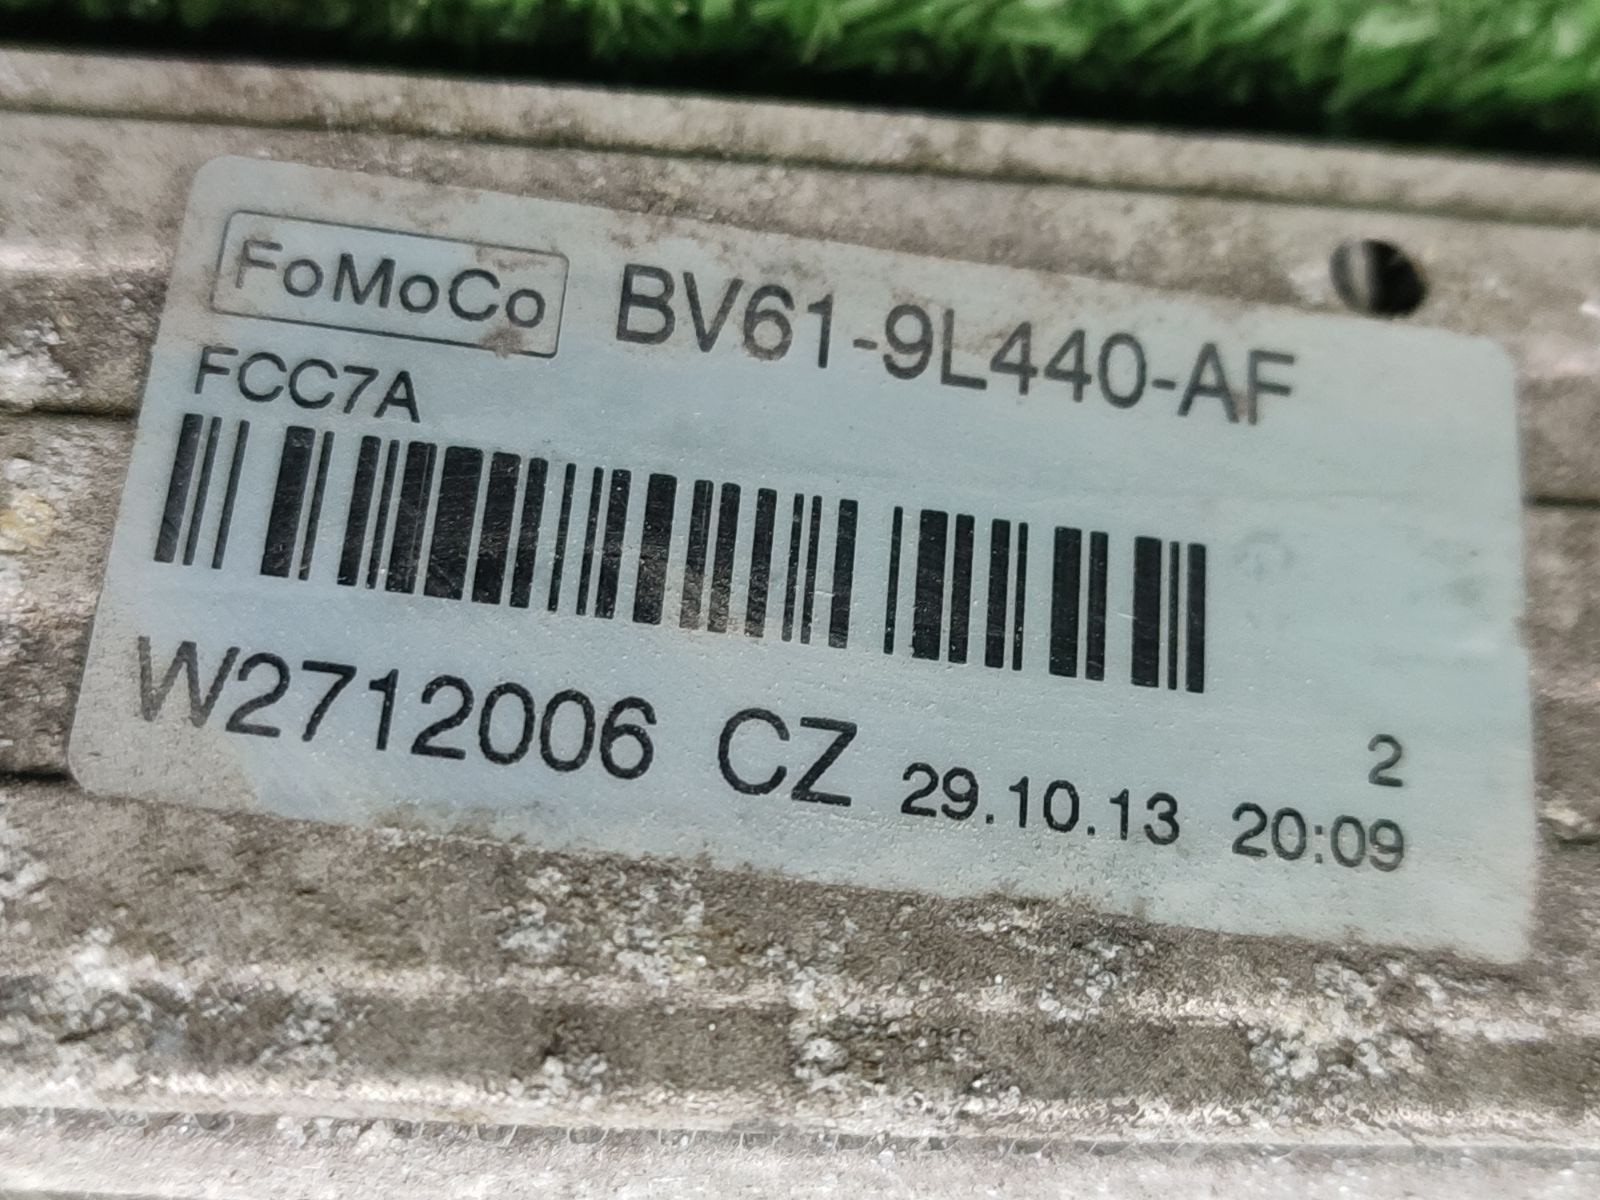 FoMoCo BV61-9L440-AF
FCC7A
2
W2712006 CZ 29.10.13 20:09